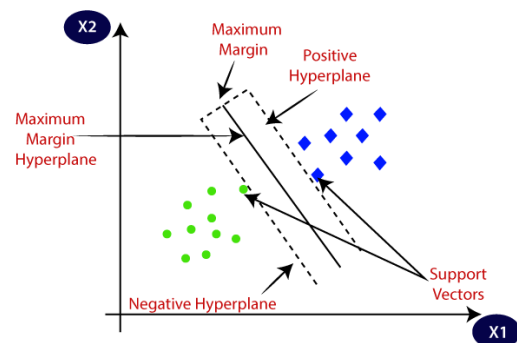 X2
Maximum
Margin
Positive
Hyperplane
Maximum
Margin
Hyperplane
Negative Hyperplane
Support
Vectors
X1